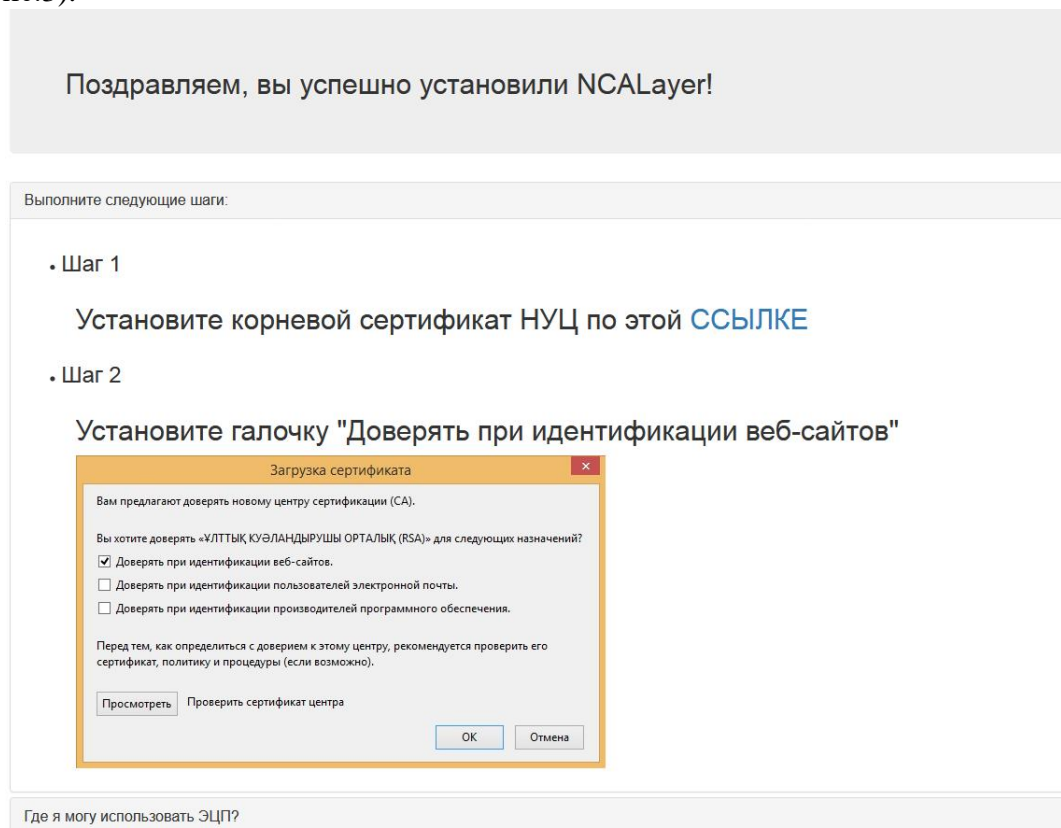 Поздравляем, вы успешно установили NCALayer!
Выполните следующие шаги:
• Шаг 1
Установите корневой сертификат НУЦ по этой ССЫЛКЕ
• Шаг 2
Установите галочку "Доверять при идентификации веб-сайтов"
Загрузка сертификата
Вам предлагают доверять новому центру сертификации (CA).
Вы хотите доверять «ҰЛТТЫҚ КУӘЛАНДЫРУШЫ ОРТАЛЫҚ (RSA)» для следующих назначений?
Доверять при идентификации веб-сайтов.
Доверять при идентификации пользователей электронной почты.
Доверять при идентификации производителей программного обеспечения.
Перед тем, как определиться с доверием к этому центру, рекомендуется проверить его
сертификат, политику и процедуры (если возможно).
Просмотреть Проверить сертификат центра
ОК Отмена
Где я могу использовать ЭЦП?